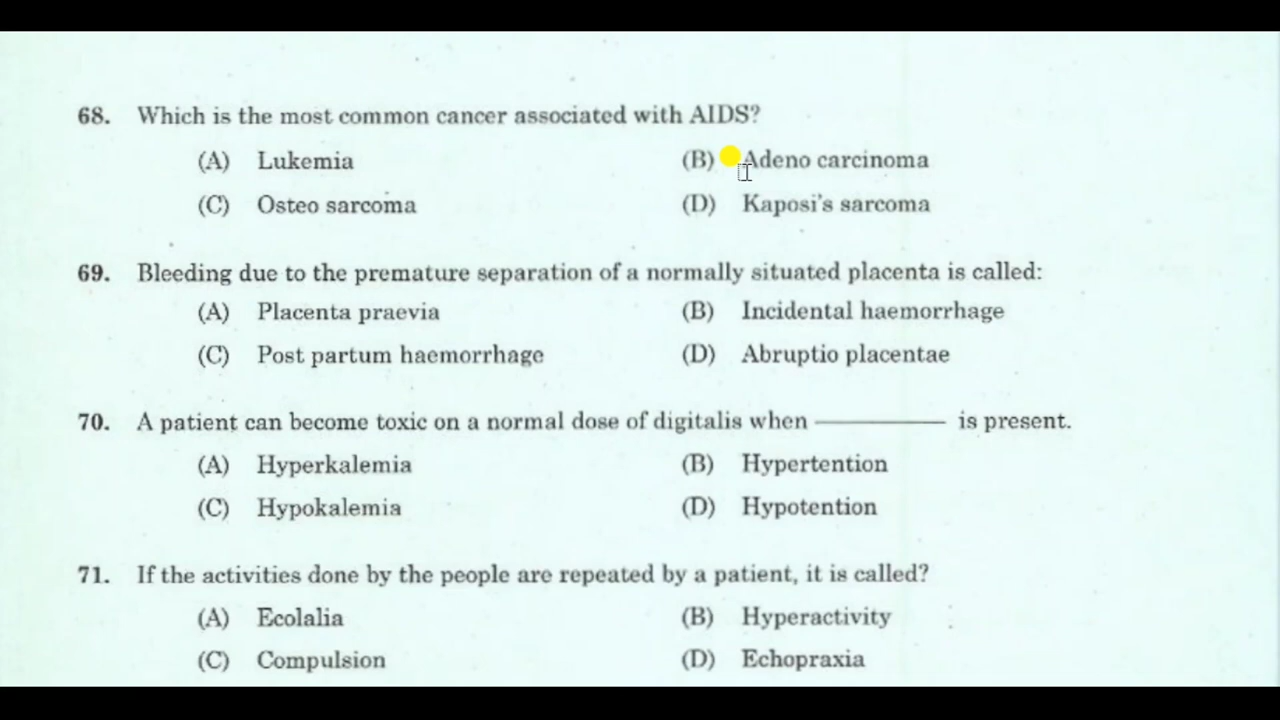 68. Which is the most common cancer associated with AIDS?
(A) Lukemia (B) Adeno carcinoma
(C) Osteo sarcoma (D) Kaposi's sarcoma
69. Bleeding due to the premature separation of a normally situated placenta is called:
(A) Placenta praevia (B) Incidental haemorrhage
(C) Post partum haemorrhage (D) Abruptio placentae
70. A patient can become toxic on a normal dose of digitalis when ———— is present.
(A) Hyperkalemia (B) Hypertention
(C) Hypokalemia (D) Hypotention
71. If the activities done by the people are repeated by a patient, it is called?
(A) Ecolalia (B) Hyperactivity
(C) Compulsion (D) Echopraxia